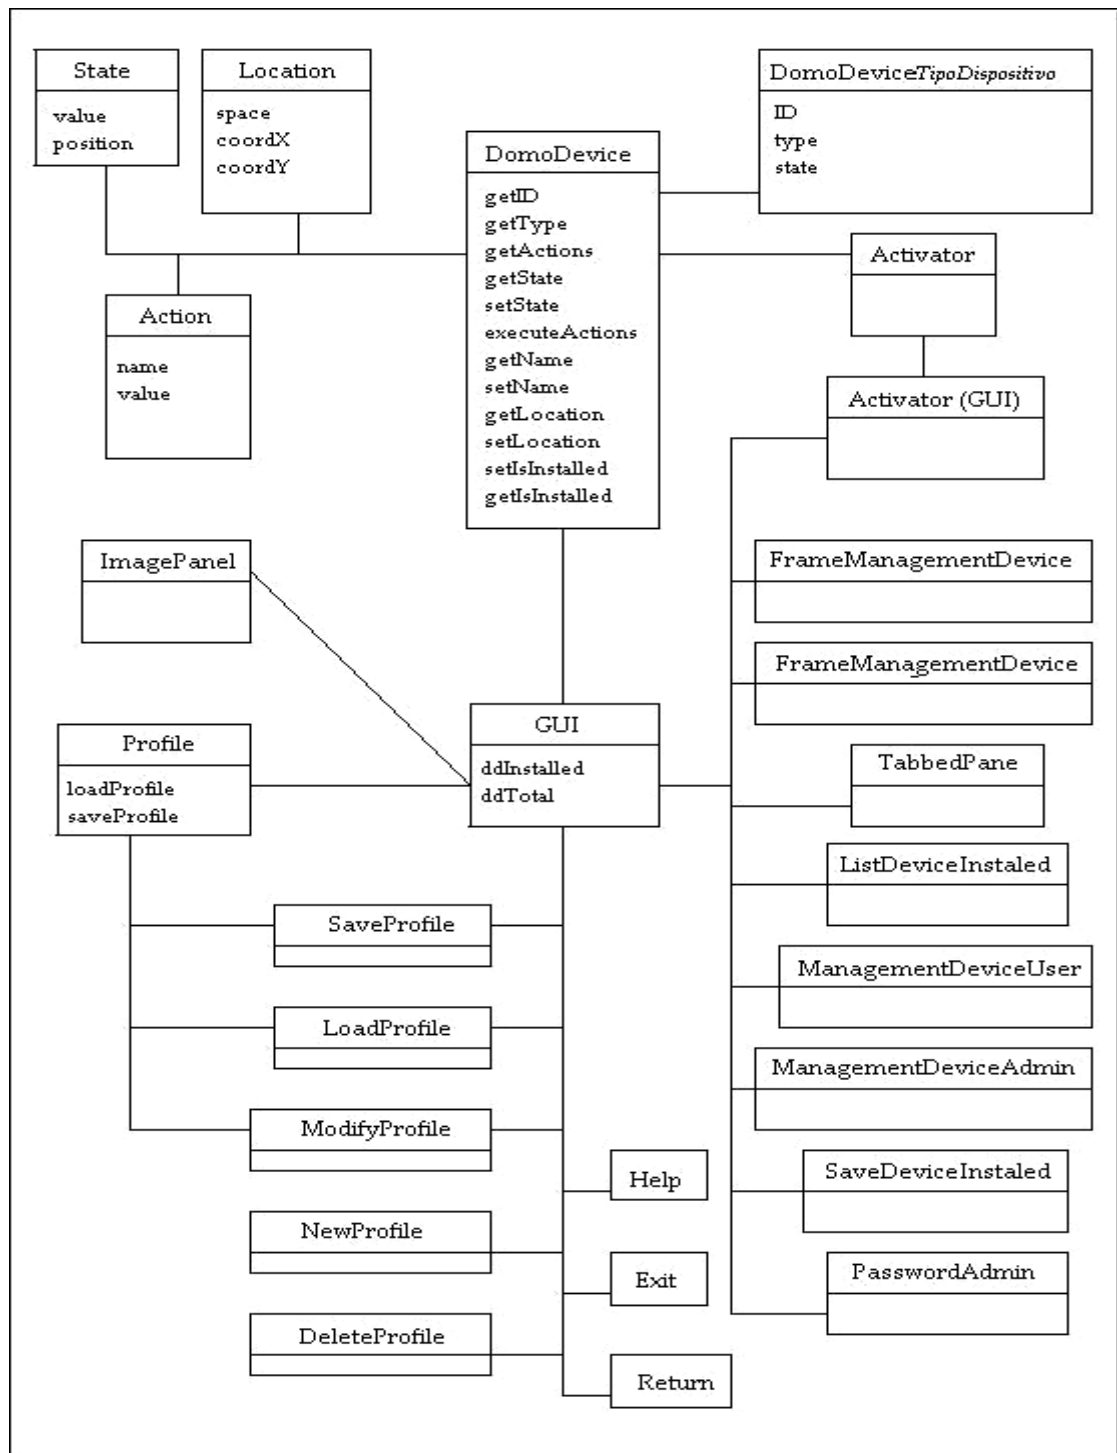 State
value
position
Location
space
coordX
coordY
DomoDevice
getID
getType
getActions
getState
setState
executeActions
getName
setName
getLocation
setLocation
setIsInstalled
getIsInstalled
DomoDeviceTipoDispositivo
ID
type
state
Activator
Action
name
value
Activator (GUI)
ImagePanel
FrameManagementDevice
FrameManagementDevice
GUI
ddInstalled
ddTotal
Profile
loadProfile
saveProfile
TabbedPane
ListDeviceInstaled
SaveProfile
ManagementDeviceUser
LoadProfile
ManagementDeviceAdmin
ModifyProfile
Help
SaveDeviceInstaled
NewProfile
Exit
PasswordAdmin
DeleteProfile
Return